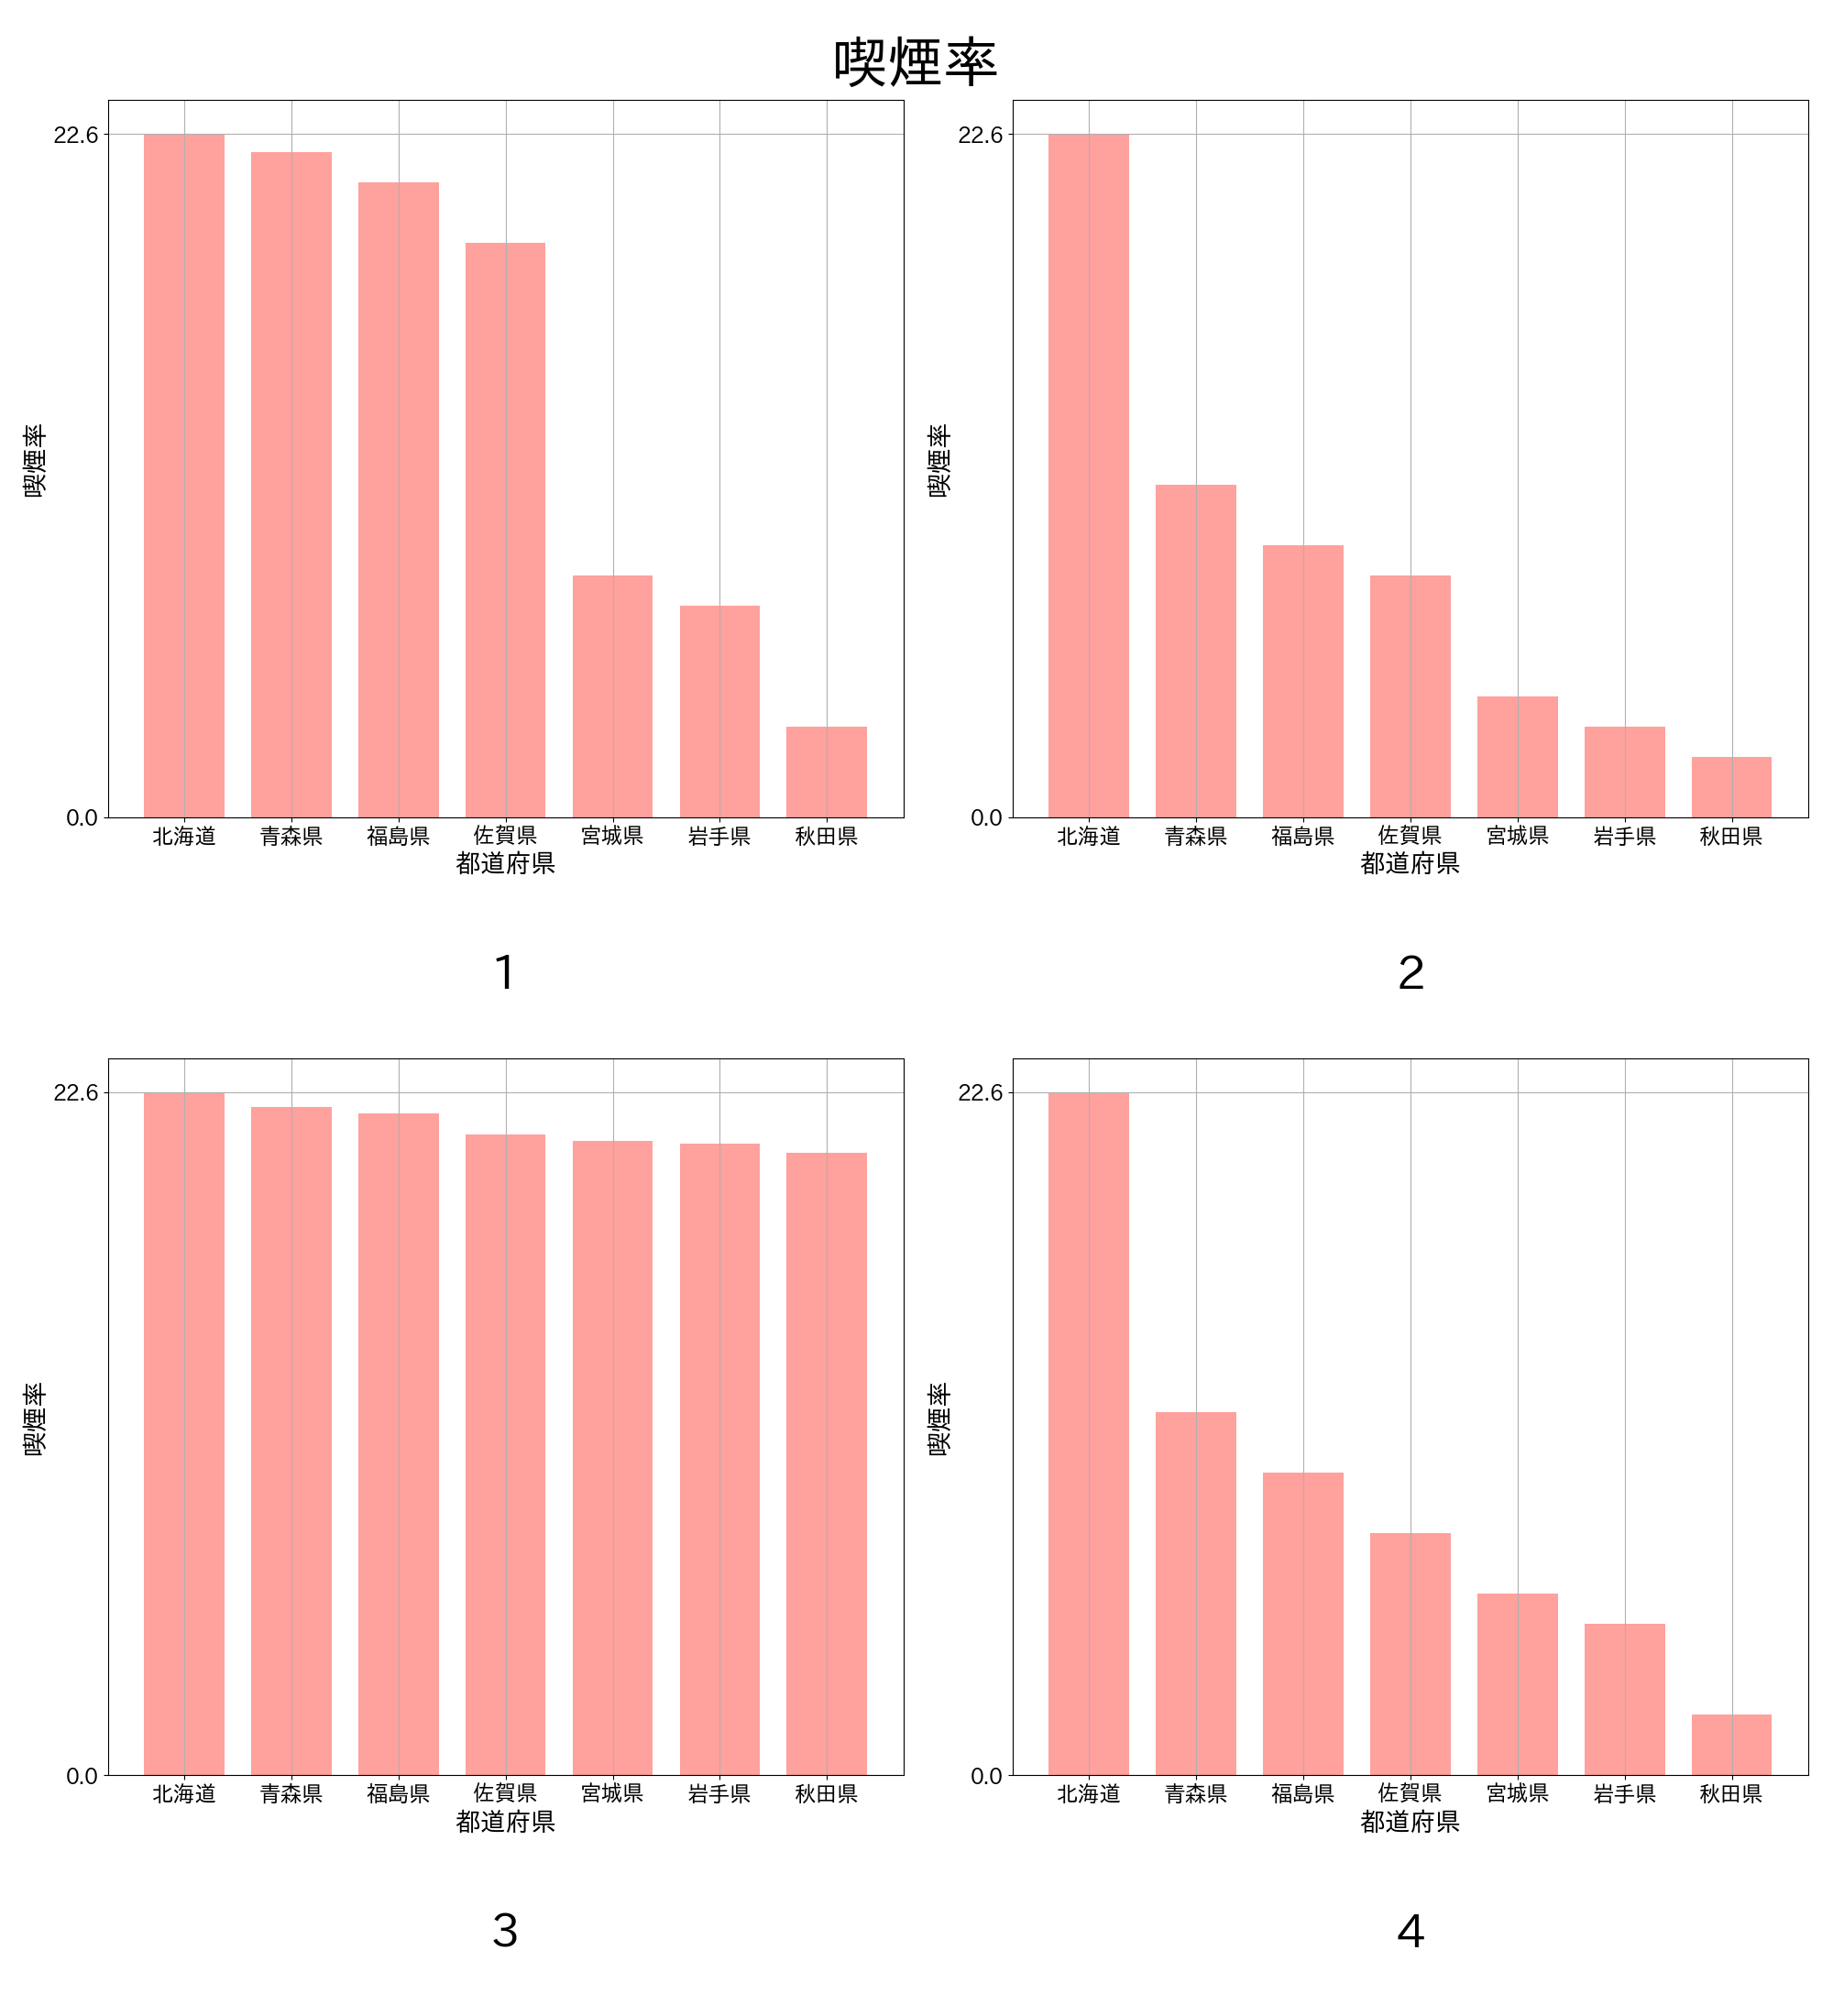 喫煙率
22.6
0.0
喫煙率
北海道 青森県 福島県 佐賀県 宮城県 岩手県 秋田県
都道府県
1
22.6
0.0
喫煙率
北海道 青森県 福島県 佐賀県 宮城県 岩手県 秋田県
都道府県
2
22.6
0.0
喫煙率
北海道 青森県 福島県 佐賀県 宮城県 岩手県 秋田県
都道府県
3
22.6
0.0
喫煙率
北海道 青森県 福島県 佐賀県 宮城県 岩手県 秋田県
都道府県
4